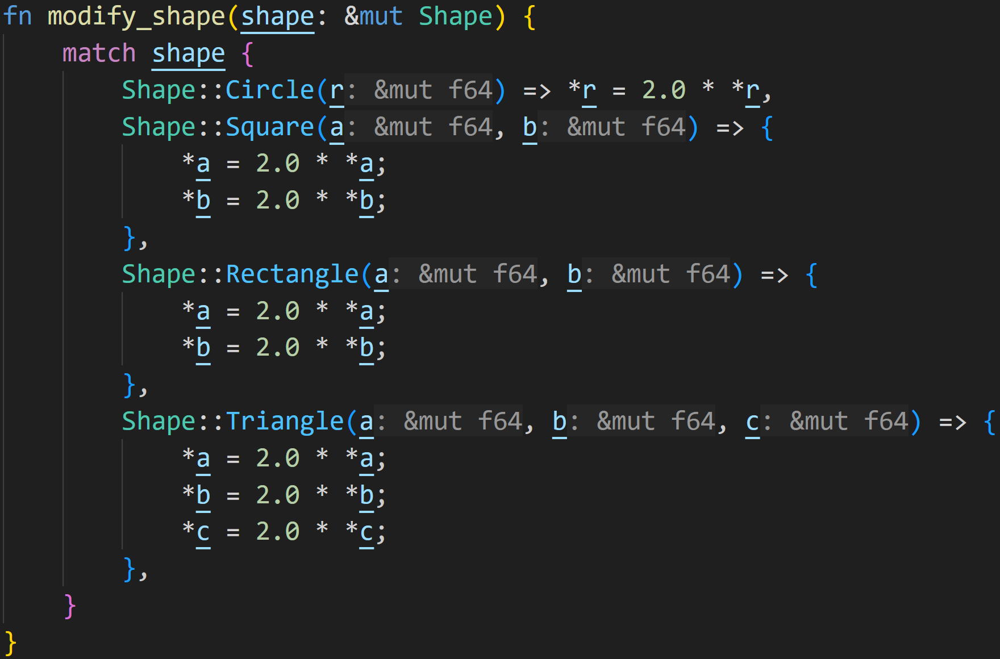 fn modify_shape(shape: &mut Shape) {
    match shape {
        Shape::Circle(r: &mut f64) => *r = 2.0 * *r,
        Shape::Square(a: &mut f64, b: &mut f64) => {
            *a = 2.0 * *a;
            *b = 2.0 * *b;
        },
        Shape::Rectangle(a: &mut f64, b: &mut f64) => {
            *a = 2.0 * *a;
            *b = 2.0 * *b;
        },
        Shape::Triangle(a: &mut f64, b: &mut f64, c: &mut f64) => {
            *a = 2.0 * *a;
            *b = 2.0 * *b;
            *c = 2.0 * *c;
        },
    }
}